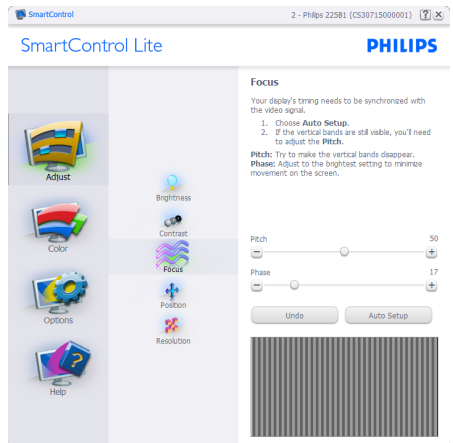 SmartControl
2 - Philips 225B1 (CS30715000001)
?
SmartControl Lite
PHILIPS
Adjust
Color
Options
Help
Brightness
Contrast
Focus
Position
Resolution
Focus
Your display's timing needs to be synchronized with
the video signal.
1. Choose Auto Setup.
2. If the vertical bands are still visible, you'll need
to adjust the Pitch.
Pitch: Try to make the vertical bands disappear.
Phase: Adjust to the brightest setting to minimize
movement on the screen.
Pitch 50
Phase 17
Undo
Auto Setup